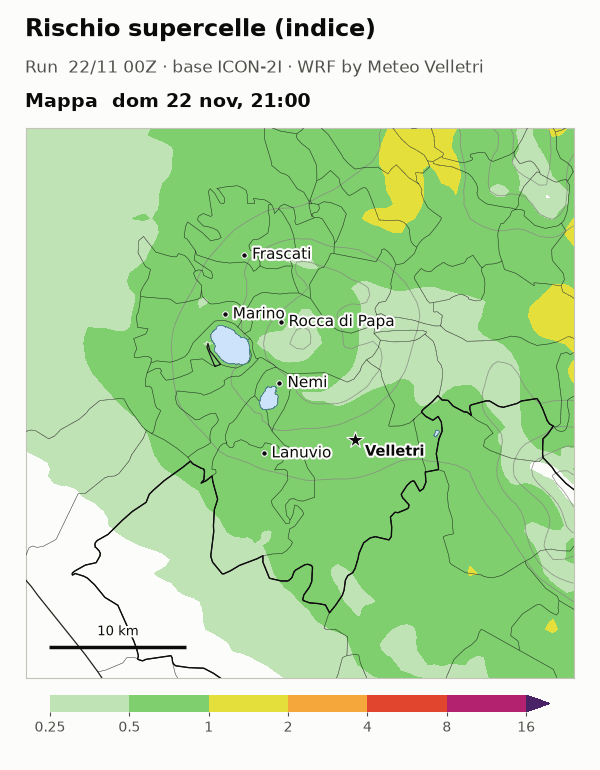 Rischio supercelle (indice)
Run  22/11 00Z · base ICON-2I · WRF by Meteo Velletri
Mappa  dom 22 nov, 21:00
Frascati
Marino
Rocca di Papa
Nemi
Velletri
Lanuvio
10 km
0.25 0.5 1 2 4 8 16